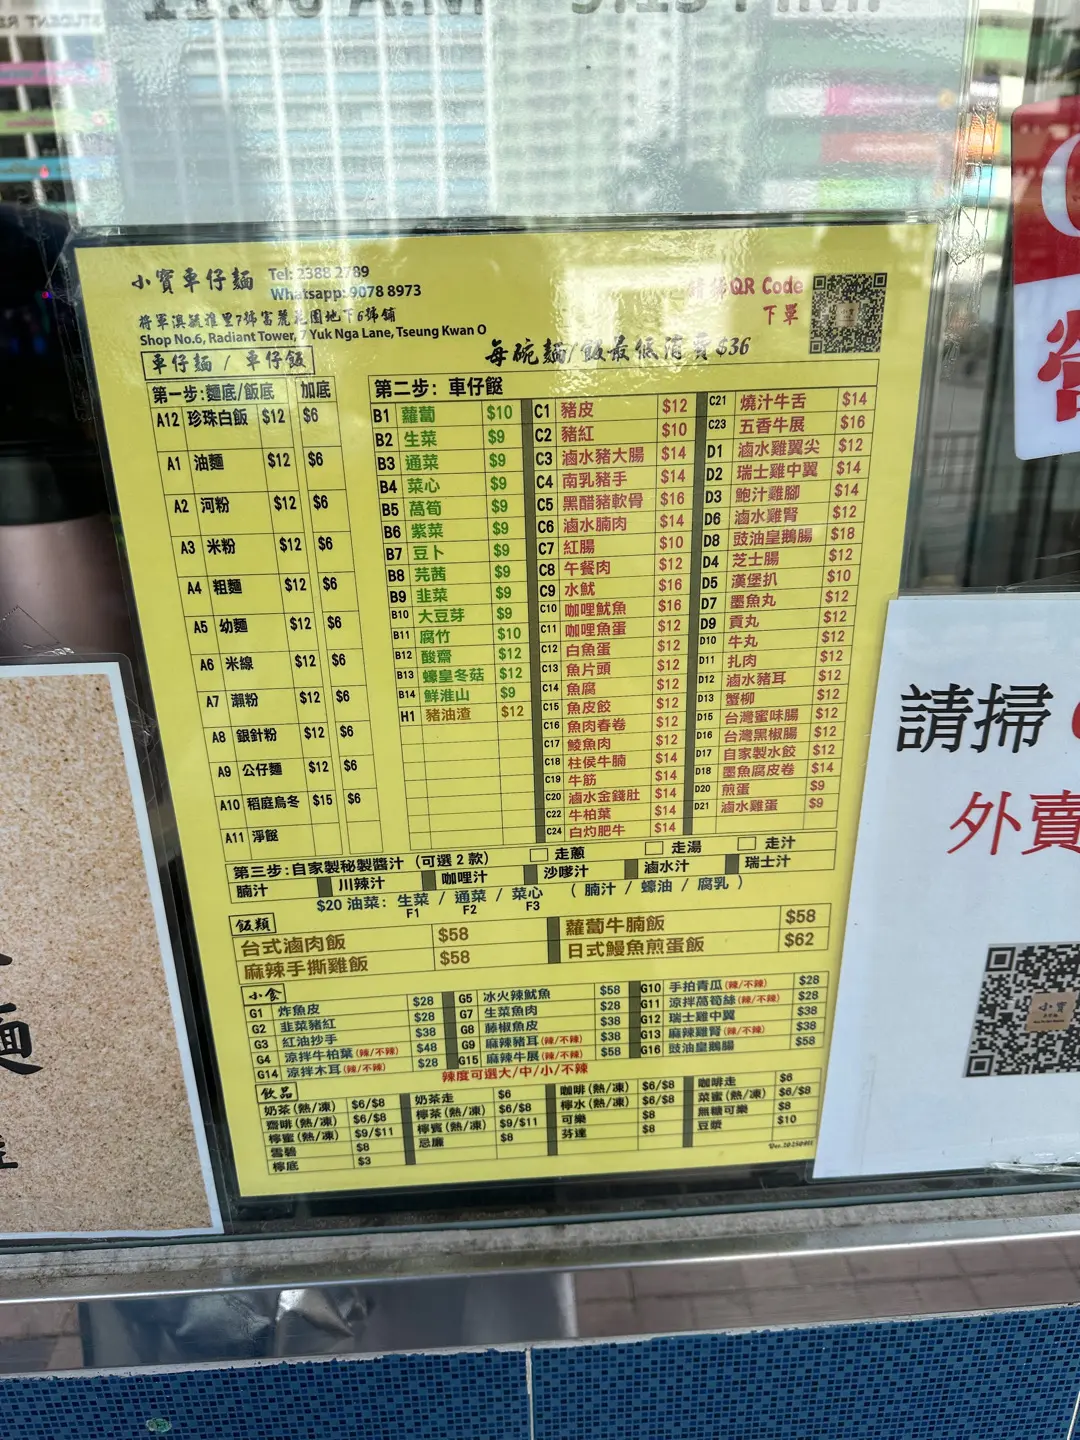 小寶車仔麵
Tel: 2388 2789
Whatsapp: 9078 8973
QR Code
下單
將軍澳毓雅里7號富麗花園地下6號舖
Shop No.6, Radiant Tower, 7 Yuk Nga Lane, Tseung Kwan O
每碗麵/飯最低消費$36
車仔麵 / 車仔飯
第一步:麵底/飯底 加底
A12 珍珠白飯 $12 $6
A1 油麵 $12 $6
A2 河粉 $12 $6
A3 米粉 $12 $6
A4 粗麵 $12 $6
A5 幼麵 $12 $6
A6 米線 $12 $6
A7 瀨粉 $12 $6
A8 銀針粉 $12 $6
A9 公仔麵 $12 $6
A10 稻庭烏冬 $15 $6
A11 淨餸
第二步: 車仔餸
B1 蘿蔔 $10
B2 生菜 $9
B3 通菜 $9
B4 菜心 $9
B5 萵筍 $9
B6 紫菜 $9
B7 豆卜 $9
B8 芫茜 $9
B9 韭菜 $9
B10 大豆芽 $9
B11 腐竹 $10
B12 酸齋 $12
B13 蠔皇冬菇 $12
B14 鮮淮山 $9
H1 豬油渣 $12
C1 豬皮 $12
C2 豬紅 $10
C3 滷水豬大腸 $14
C4 南乳豬手 $14
C5 黑醋豬軟骨 $16
C6 滷水腩肉 $14
C7 紅腸 $10
C8 午餐肉 $12
C9 水魷 $16
C10 咖哩魷魚 $16
C11 咖哩魚蛋 $12
C12 白魚蛋 $12
C13 魚片頭 $12
C14 魚腐 $12
C15 魚皮餃 $12
C16 魚肉春卷 $12
C17 鯪魚肉 $12
C18 柱侯牛腩 $14
C19 牛筋 $14
C20 滷水金錢肚 $14
C22 牛柏葉 $14
C24 白灼肥牛 $14
C21 燒汁牛舌 $14
C23 五香牛展 $16
D1 滷水雞翼尖 $12
D2 瑞士雞中翼 $14
D3 鮑汁雞腳 $14
D6 滷水雞腎 $12
D8 豉油皇鵝腸 $18
D4 芝士腸 $12
D5 漢堡扒 $10
D7 墨魚丸 $12
D9 貢丸 $12
D10 牛丸 $12
D11 扎肉 $12
D12 滷水豬耳 $12
D13 蟹柳 $12
D15 台灣蜜味腸 $12
D16 台灣黑椒腸 $12
D17 自家製水餃 $12
D18 墨魚腐皮卷 $14
D20 煎蛋 $9
D21 滷水雞蛋 $9
第三步:自家製秘製醬汁 (可選2款) 走蔥 走湯 走汁
腩汁 川辣汁 咖哩汁 沙嗲汁 滷水汁 瑞士汁
$20 油菜: 生菜 / 通菜 / 菜心 ( 腩汁 / 蠔油 / 腐乳 )
F1 F2 F3
飯類
台式滷肉飯 $58 蘿蔔牛腩飯 $58
麻辣手撕雞飯 $58 日式鰻魚煎蛋飯 $62
小食
G1 炸魚皮 $28
G2 韭菜豬紅 $28
G3 紅油抄手 $38
G4 涼拌牛柏葉(辣/不辣) $48
G14 涼拌木耳(辣/不辣) $28
G5 冰火辣魷魚 $58
G7 生菜魚肉 $28
G8 藤椒魚皮 $38
G9 麻辣豬耳(辣/不辣) $38
G15 麻辣牛展(辣/不辣) $58
G10 手拍青瓜(辣/不辣) $28
G11 涼拌萵筍絲(辣/不辣) $28
G12 瑞士雞中翼 $38
G13 麻辣雞腎(辣/不辣) $38
G16 豉油皇鵝腸 $58
辣度可選大/中/小/不辣
飲品
奶茶(熱/凍) $6/$8
齋啡(熱/凍) $6/$8
檸蜜(熱/凍) $9/$11
雪碧 $8
檸底 $3
奶茶走 $6
檸茶(熱/凍) $6/$8
檸賓(熱/凍) $9/$11
忌廉 $8
咖啡(熱/凍) $6/$8
檸水(熱/凍) $6/$8
可樂 $8
芬達 $8
咖啡走 $6
菜蜜(熱/凍) $6/$8
無糖可樂 $8
豆漿 $10
請掃
外賣
小寶
麵